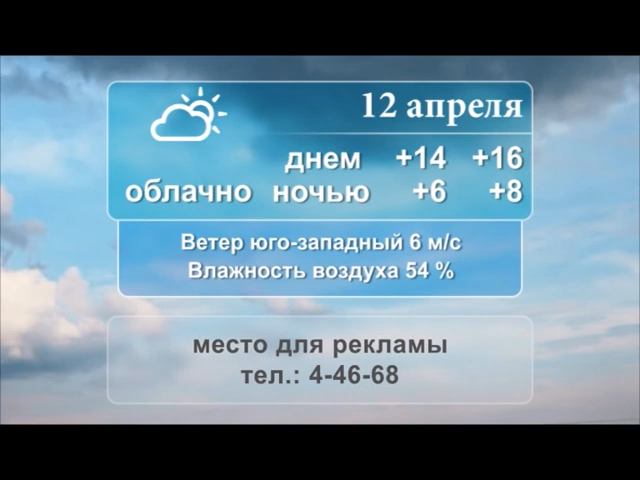 12 апреля
днем +14 +16
облачно ночью +6 +8
Ветер юго-западный 6 м/с
Влажность воздуха 54 %
место для рекламы
тел.: 4-46-68